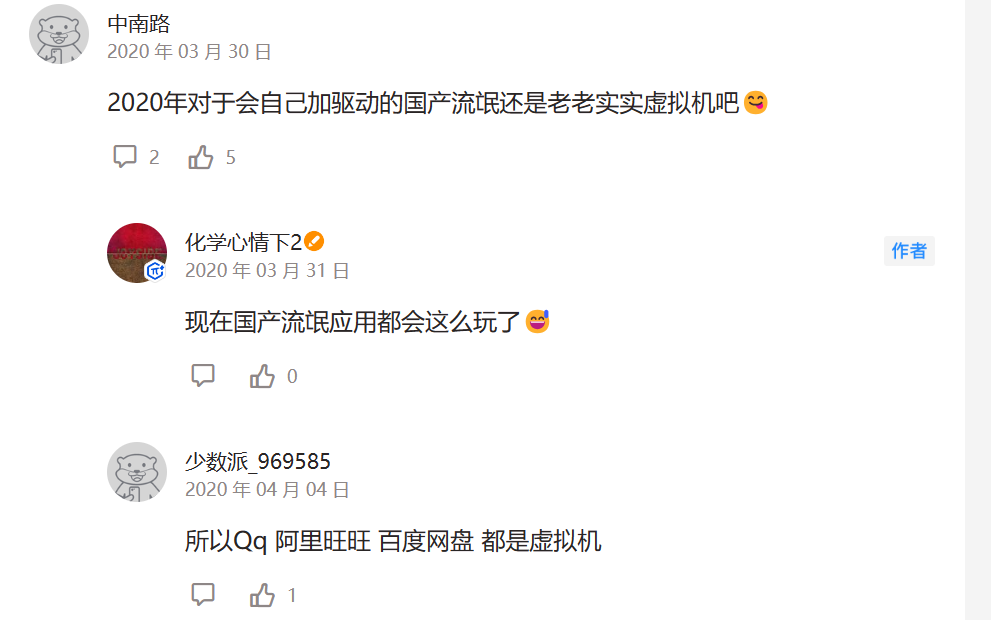 中南路
2020 年 03 月 30 日
2020年对于会自己加驱动的国产流氓还是老老实实虚拟机吧😋
2 5
化学心情下2
2020 年 03 月 31 日
作者
现在国产流氓应用都会这么玩了😅
0
少数派_969585
2020 年 04 月 04 日
所以Qq 阿里旺旺 百度网盘 都是虚拟机
1